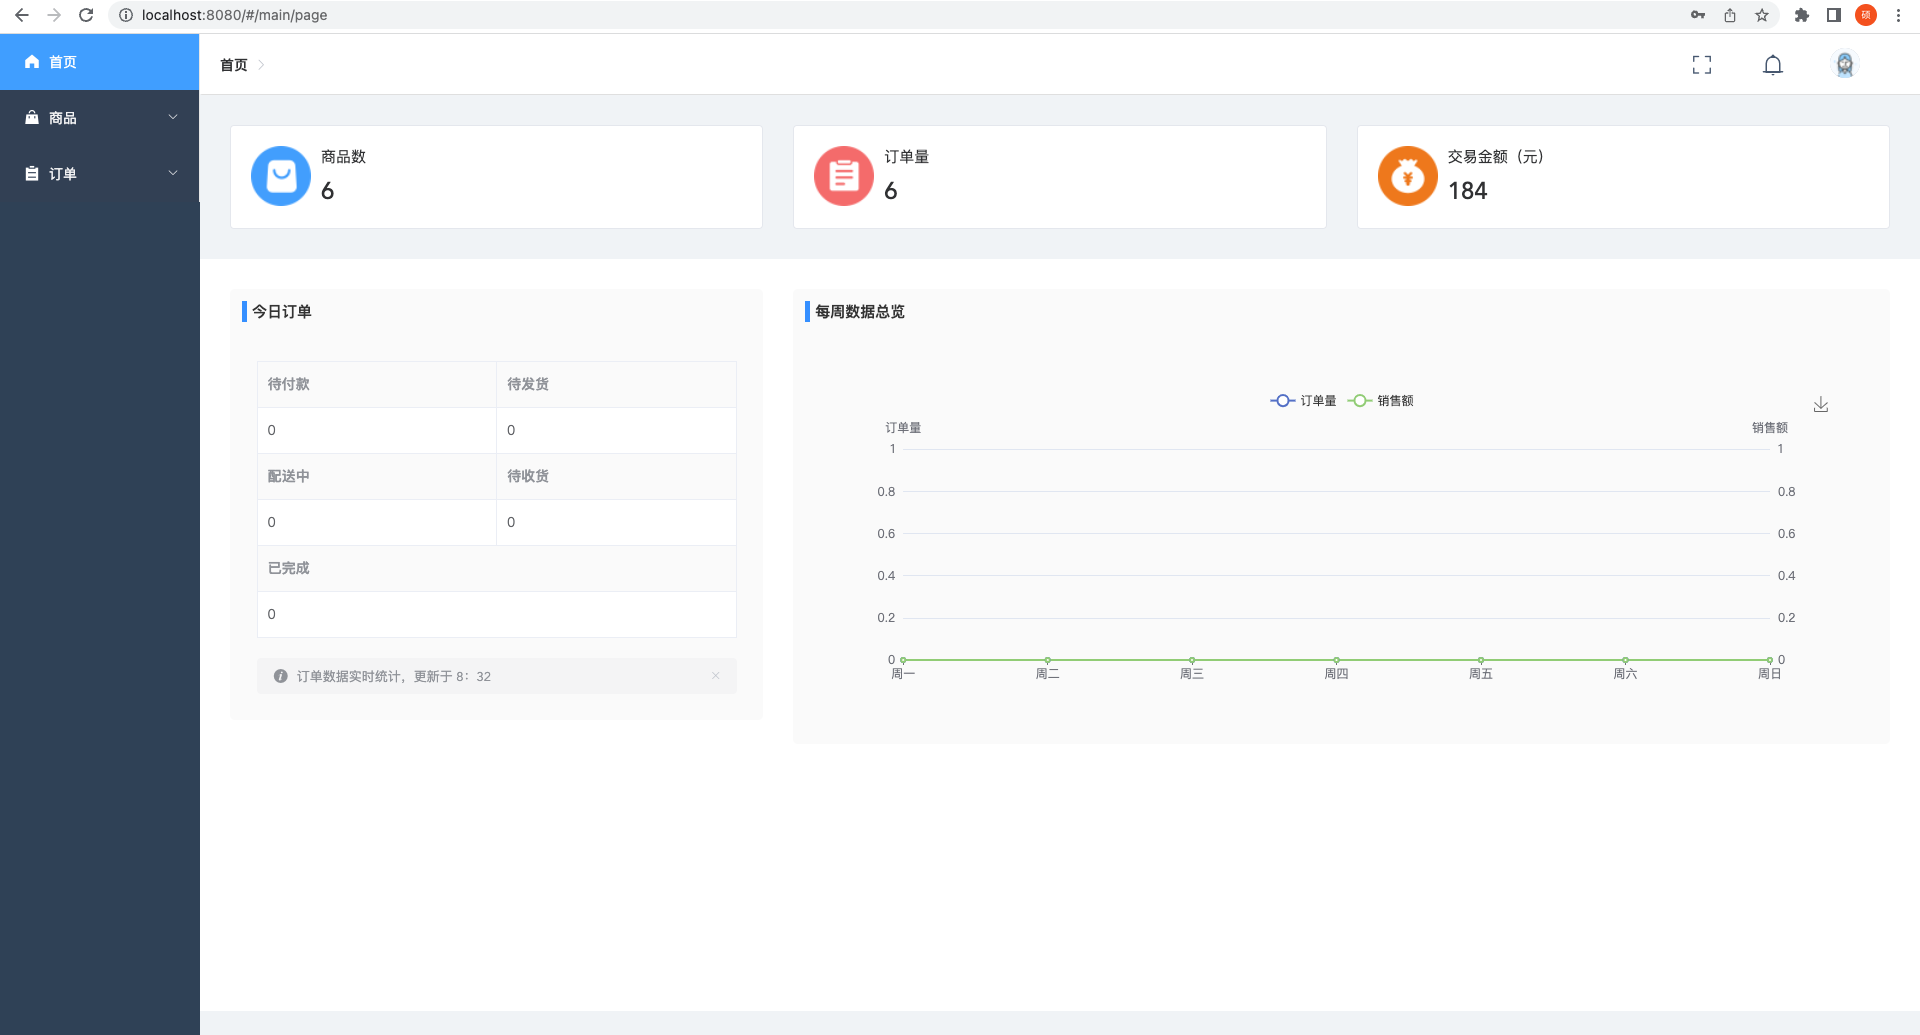 localhost:8080/#/main/page
硕
首页
商品
订单
首页
商品数
6
订单量
6
交易金额（元）
184
今日订单
待付款 待发货
0 0
配送中 待收货
0 0
已完成
0
订单数据实时统计，更新于 8：32
每周数据总览
订单量 销售额
订单量 销售额
1 1
0.8 0.8
0.6 0.6
0.4 0.4
0.2 0.2
0 0
周一 周二 周三 周四 周五 周六 周日